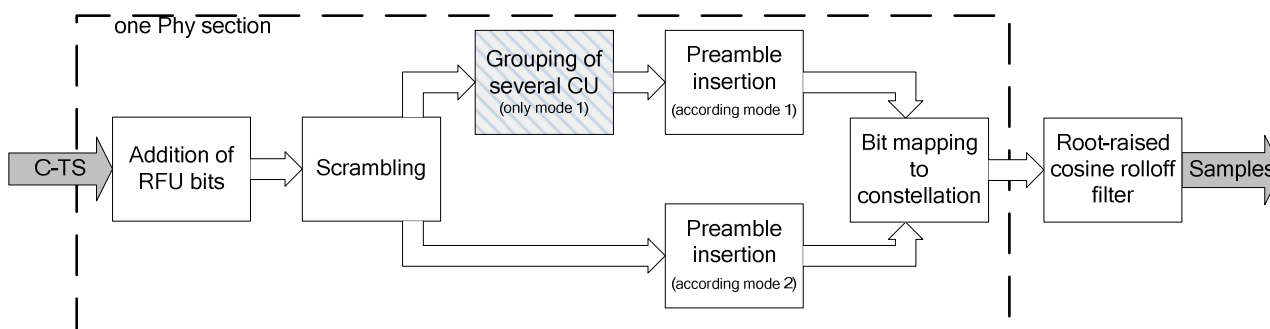 one Phy section
C-TS
Addition of
RFU bits
Scrambling
Grouping of
several CU
(only mode 1)
Preamble
insertion
(according mode 1)
Preamble
insertion
(according mode 2)
Bit mapping
to
constellation
Root-raised
cosine rolloff
filter
Samples